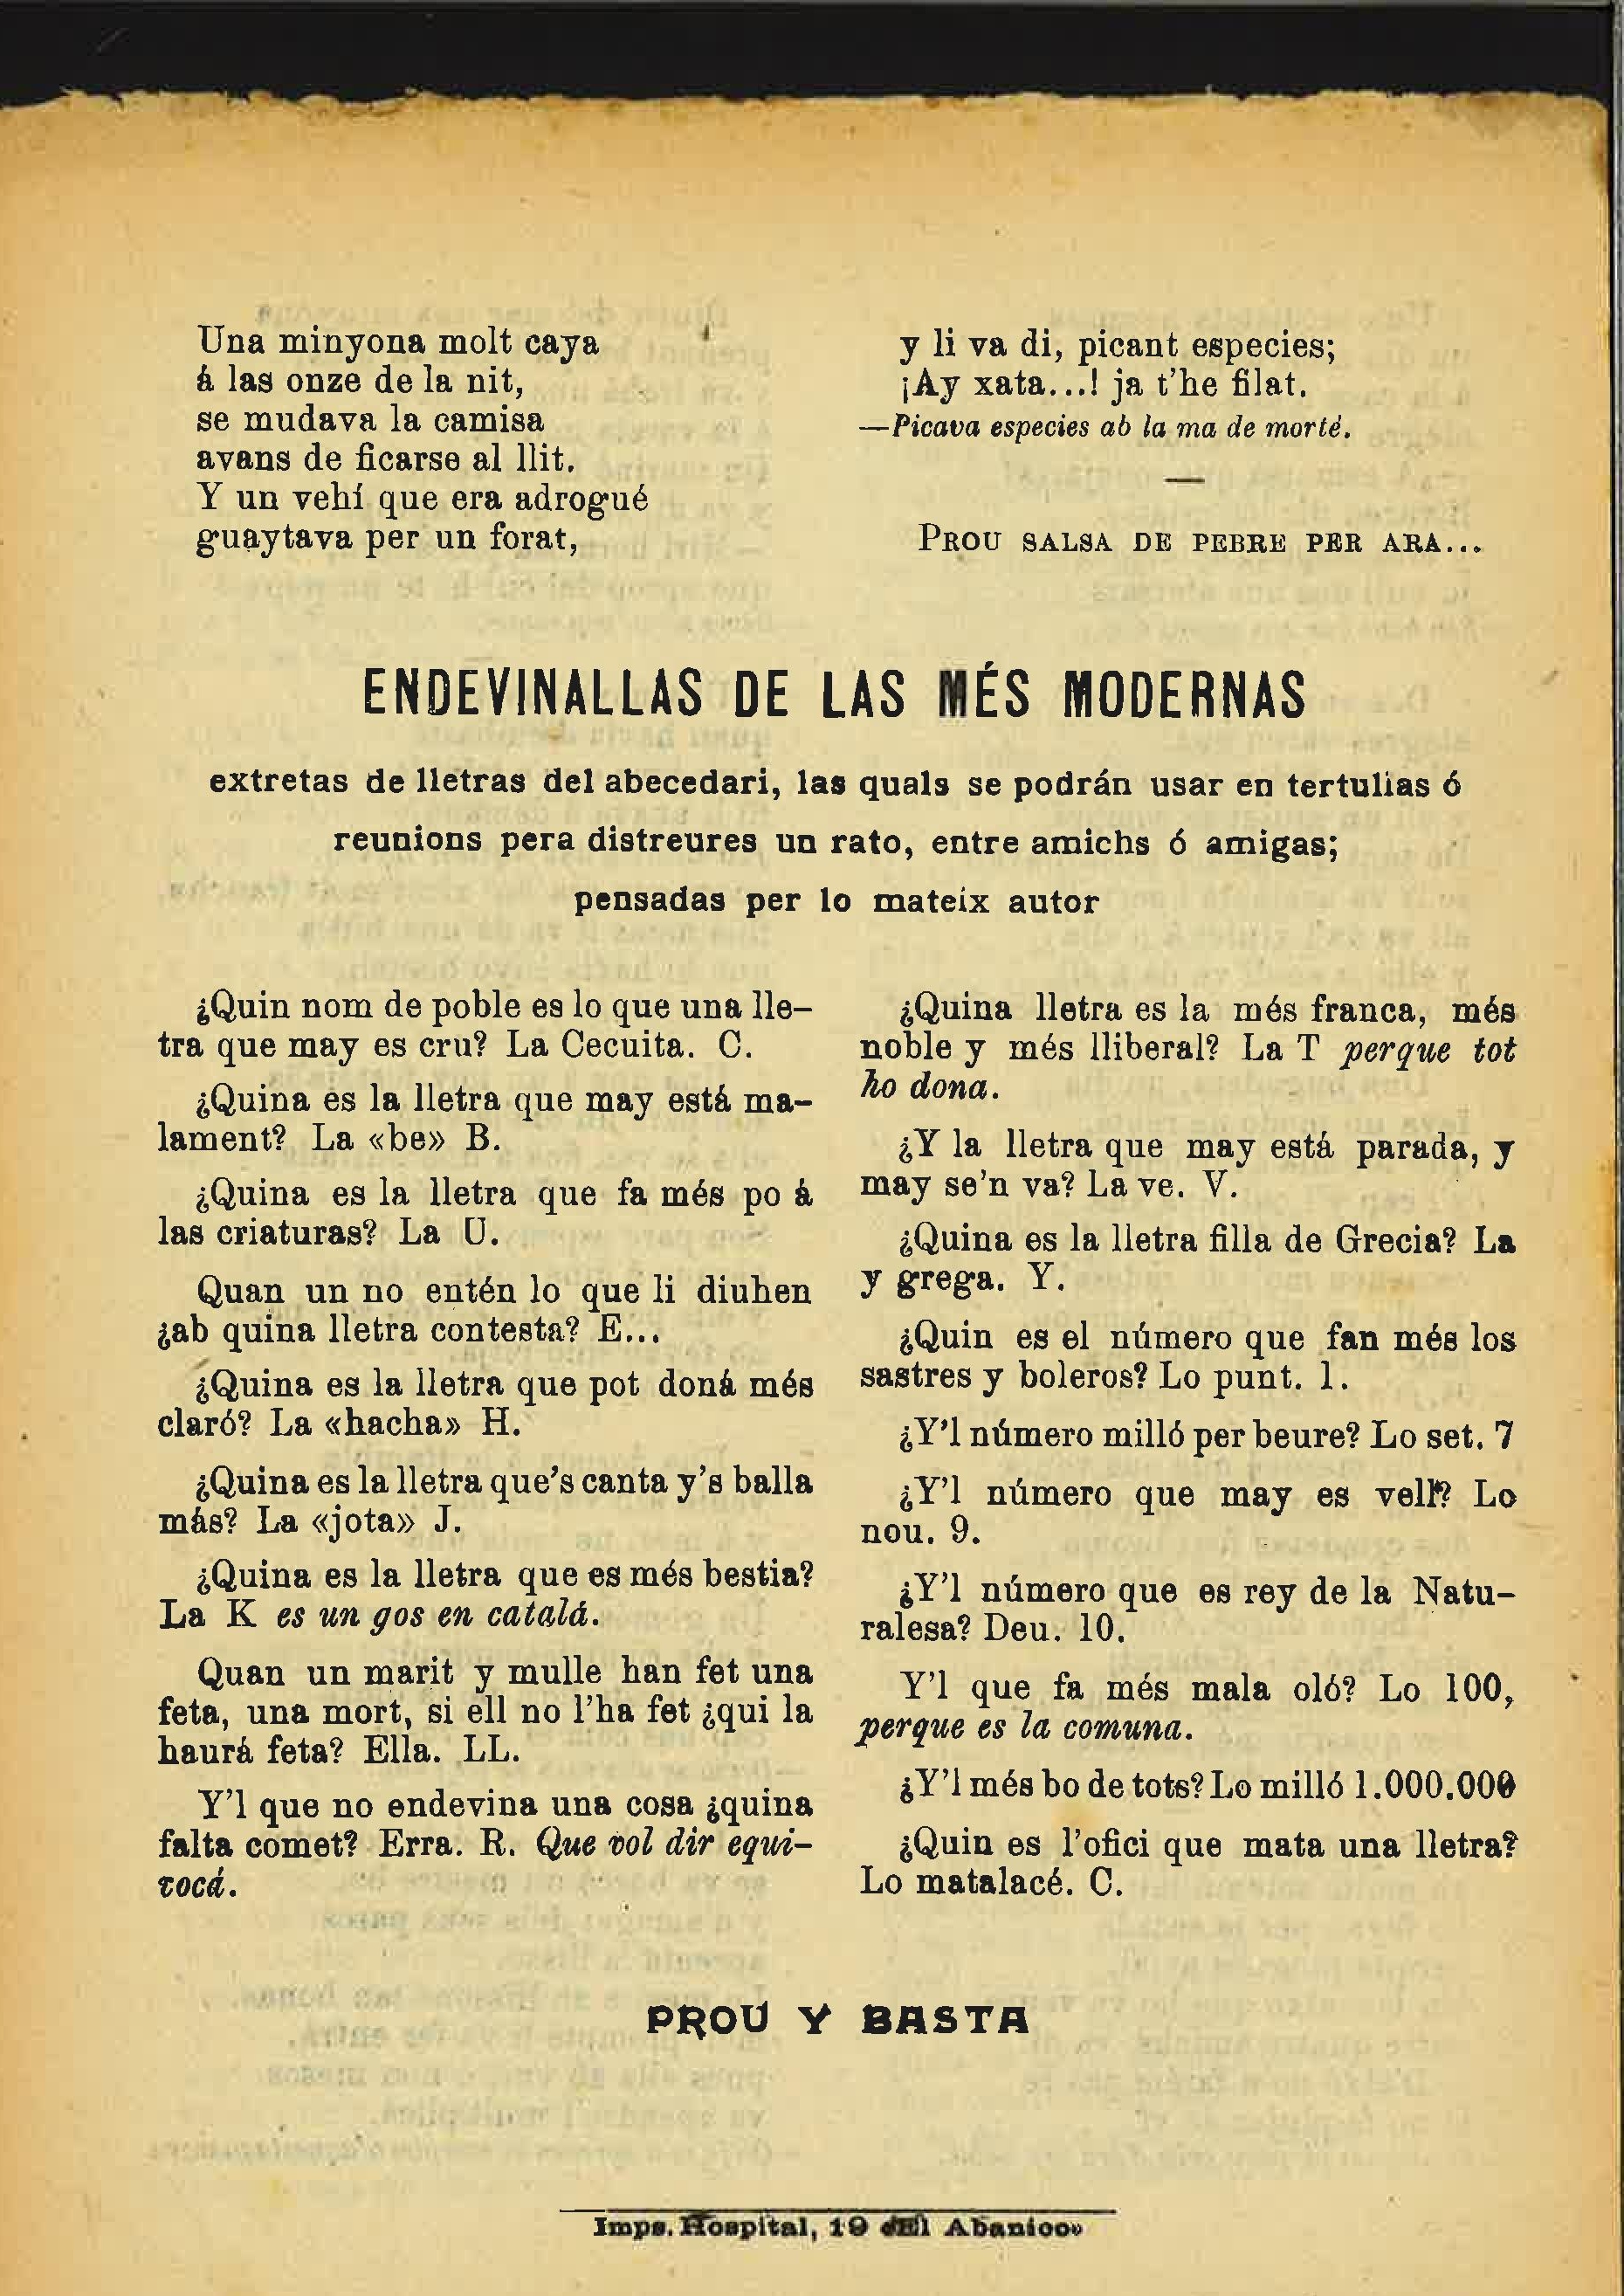 Una minyona molt caya
á las onze de la nit,
se mudava la camisa
avans de ficarse al llit.
Y un vehí que era adrogué
guaytava per un forat,
y li va di, picant especies;
¡Ay xata...! ja t'he filat.
—Picava especies ab la ma de morté.
PROU SALSA DE PEBRE PER ARA...
ENDEVINALLAS DE LAS MÉS MODERNAS
extretas de lletras del abecedari, las quals se podrán usar en tertulias ó
reunions pera distreures un rato, entre amichs ó amigas;
pensadas per lo mateix autor
¿Quin nom de poble es lo que una lle-
tra que may es cru? La Cecuita. C.
¿Quina es la lletra que may está ma-
lament? La «be» B.
¿Quina es la lletra que fa més po á
las criaturas? La U.
Quan un no entén lo que li diuhen
¿ab quina lletra contesta? E...
¿Quina es la lletra que pot doná més
claró? La «hacha» H.
¿Quina es la lletra que's canta y's balla
más? La «jota» J.
¿Quina es la lletra que es més bestia?
La K es un gos en catalá.
Quan un marit y mulle han fet una
feta, una mort, si ell no l'ha fet ¿qui la
haurá feta? Ella. LL.
Y'l que no endevina una cosa ¿quina
falta comet? Erra. R. Que vol dir equi-
vocá.
¿Quina lletra es la més franca, més
noble y més lliberal? La T perque tot
ho dona.
¿Y la lletra que may está parada, y
may se'n va? La ve. V.
¿Quina es la lletra filla de Grecia? La
y grega. Y.
¿Quin es el número que fan més los
sastres y boleros? Lo punt. 1.
¿Y'l número milló per beure? Lo set. 7
¿Y'l número que may es vell? Lo
nou. 9.
¿Y'l número que es rey de la Natu-
ralesa? Deu. 10.
Y'l que fa més mala oló? Lo 100,
perque es la comuna.
¿Y'l més bo de tots? Lo milló 1.000.000
¿Quin es l'ofici que mata una lletra?
Lo matalacé. C.
PROU Y BASTA
Imps. Hospital, 19 «El Abanico»